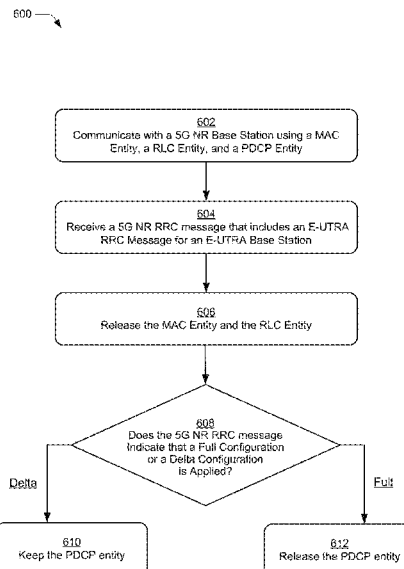 600
602
Communicate with a 5G NR Base Station using a MAC
Entity, a RLC Entity, and a PDCP Entity
604
Receive a 5G NR RRC message that includes an E-UTRA
RRC Message for an E-UTRA Base Station
606
Release the MAC Entity and the RLC Entity
608
Does the 5G NR RRC message
Indicate that a Full Configuration
or a Delta Configuration
is Applied?
Delta
Full
610
Keep the PDCP entity
612
Release the PDCP entity